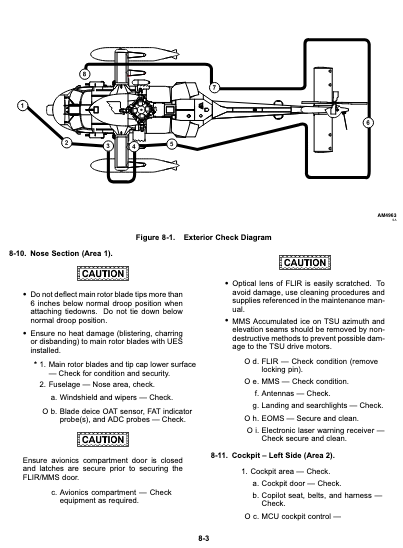 8
7
1
6
2
3
4
5
AM4963
Figure 8-1. Exterior Check Diagram
8-10. Nose Section (Area 1).
CAUTION
• Do not deflect main rotor blade tips more than
6 inches below normal droop position when
attaching tiedowns. Do not tie down below
normal droop position.
• Ensure no heat damage (blistering, charring
or disbanding) to main rotor blades with UES
installed.
* 1. Main rotor blades and tip cap lower surface
— Check for condition and security.
2. Fuselage — Nose area, check.
a. Windshield and wipers — Check.
O b. Blade deice OAT sensor, FAT indicator
probe(s), and ADC probes — Check.
CAUTION
Ensure avionics compartment door is closed
and latches are secure prior to securing the
FLIR/MMS door.
c. Avionics compartment — Check
equipment as required.
CAUTION
• Optical lens of FLIR is easily scratched. To
avoid damage, use cleaning procedures and
supplies referenced in the maintenance man-
ual.
• MMS Accumulated ice on TSU azimuth and
elevation seams should be removed by non-
destructive methods to prevent possible dam-
age to the TSU drive motors.
O d. FLIR — Check condition (remove
locking pin).
O e. MMS — Check condition.
f. Antennas — Check.
g. Landing and searchlights — Check.
O h. EOMS — Secure and clean.
O i. Electronic laser warning receiver —
Check secure and clean.
8-11. Cockpit – Left Side (Area 2).
1. Cockpit area — Check.
a. Cockpit door — Check.
b. Copilot seat, belts, and harness —
Check.
O c. MCU cockpit control —
8-3